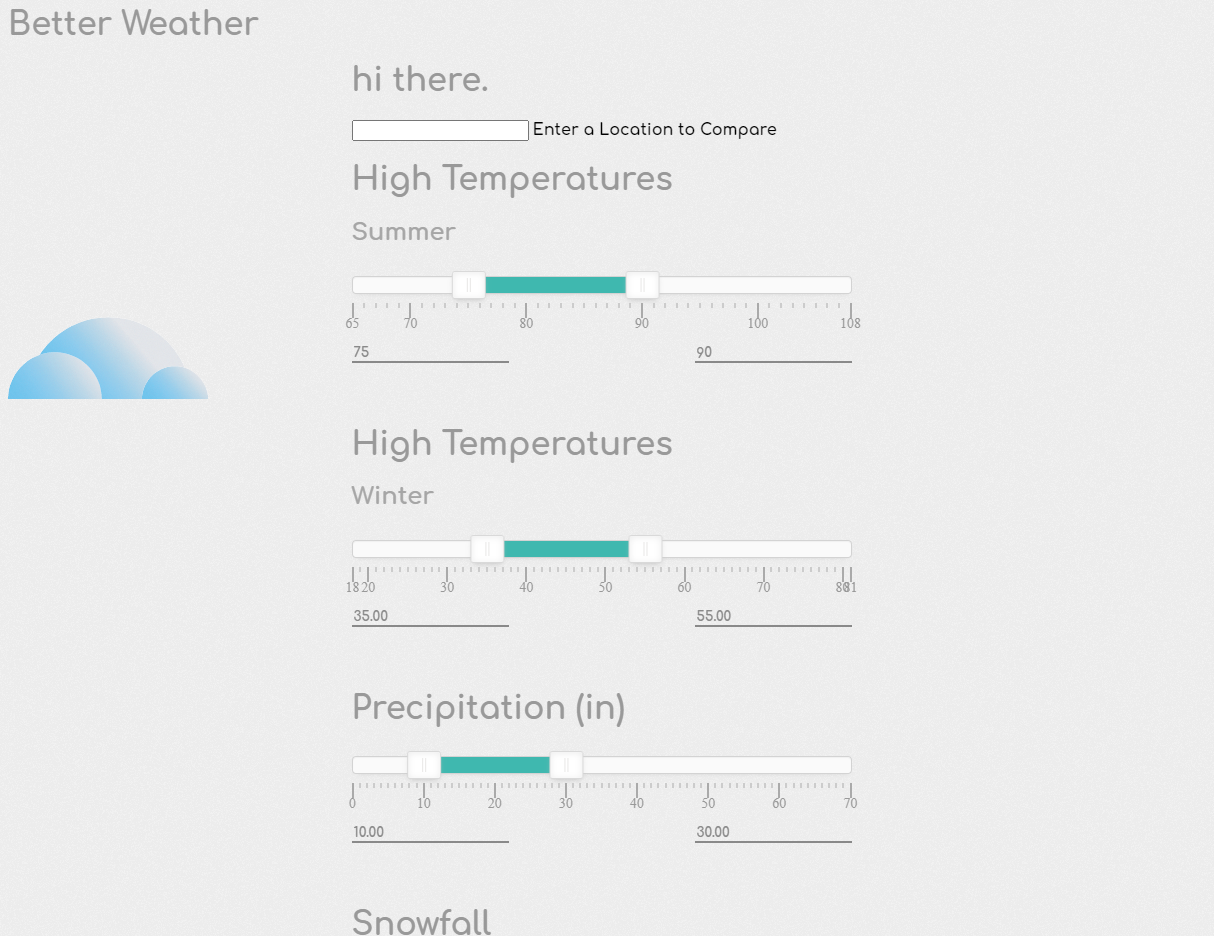 Better Weather
hi there.
Enter a Location to Compare
High Temperatures
Summer
65 70 80 90 100 108
75 90
High Temperatures
Winter
18 20 30 40 50 60 70 80 81
35.00 55.00
Precipitation (in)
0 10 20 30 40 50 60 70
10.00 30.00
Snowfall